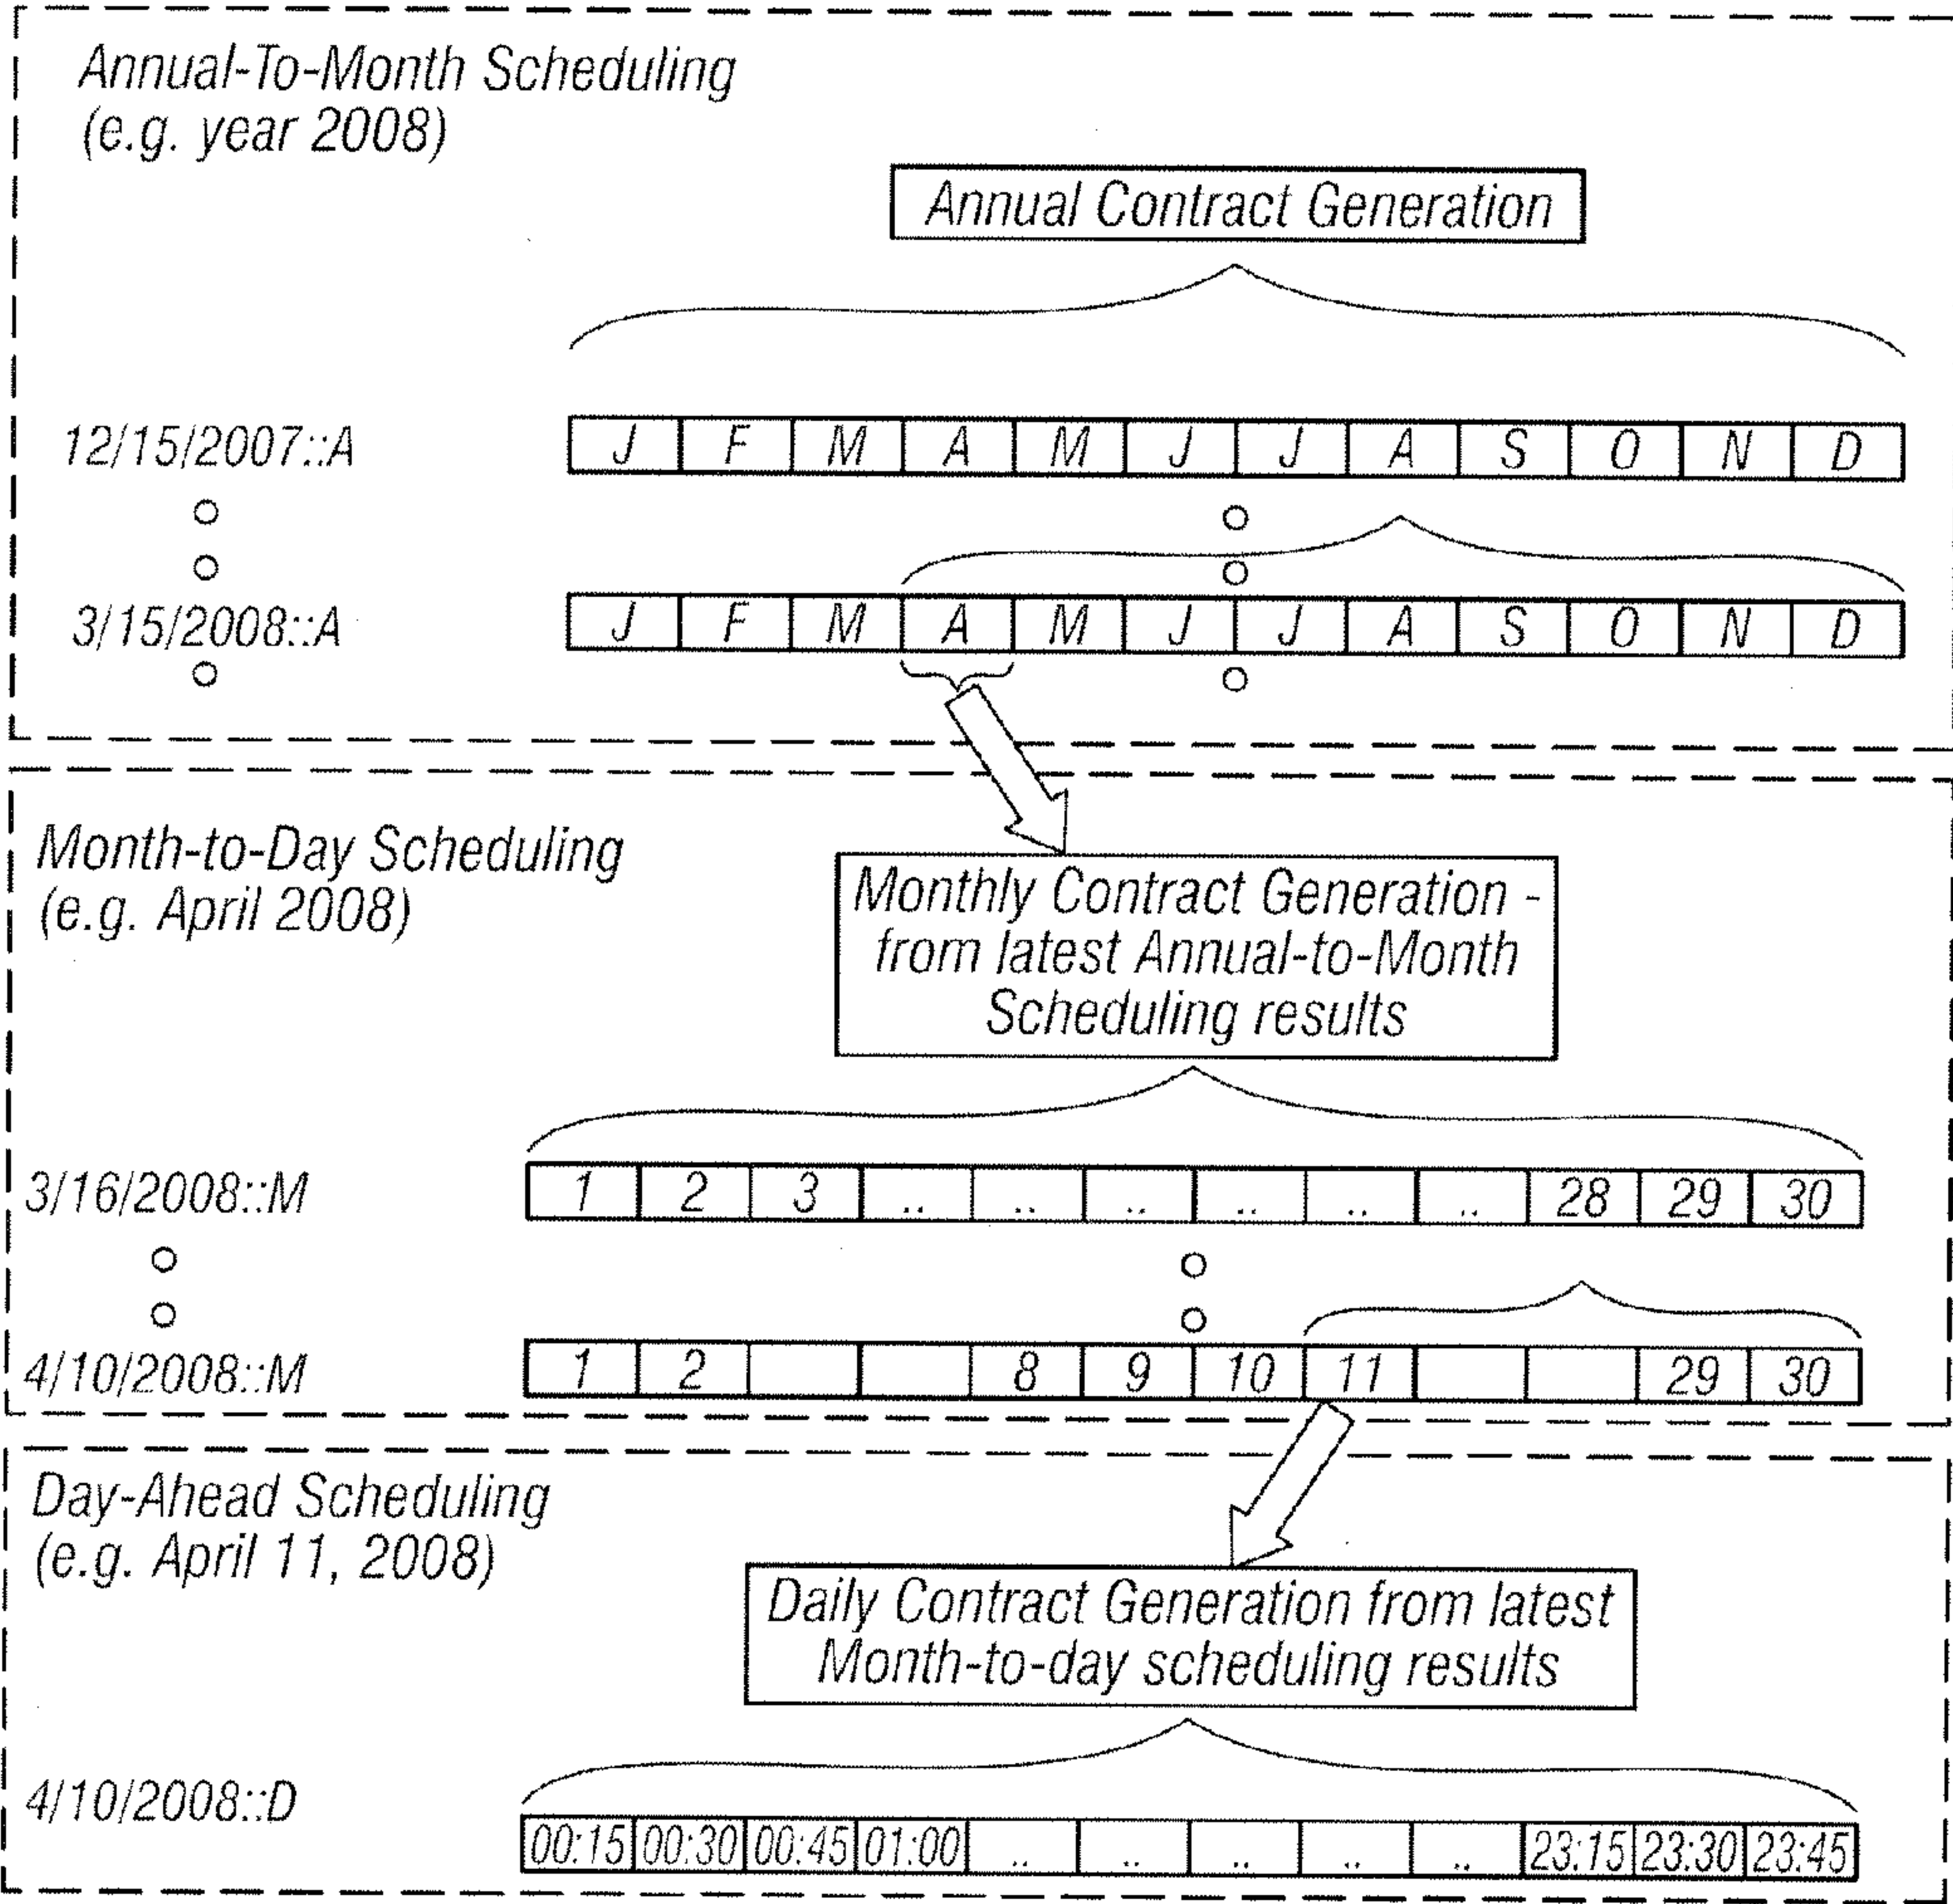 Annual-To-Month Scheduling
(e.g. year 2008)
Annual Contract Generation
12/15/2007::A
J F M A M J J A S O N D
3/15/2008::A
J F M A M J J A S O N D
Month-to-Day Scheduling
(e.g. April 2008)
Monthly Contract Generation -
from latest Annual-to-Month
Scheduling results
3/16/2008::M
1 2 3 .. .. .. .. .. .. 28 29 30
4/10/2008::M
1 2 8 9 10 11 29 30
Day-Ahead Scheduling
(e.g. April 11, 2008)
Daily Contract Generation from latest
Month-to-day scheduling results
4/10/2008::D
00:15 00:30 00:45 01:00 .. .. .. .. .. 23:15 23:30 23:45